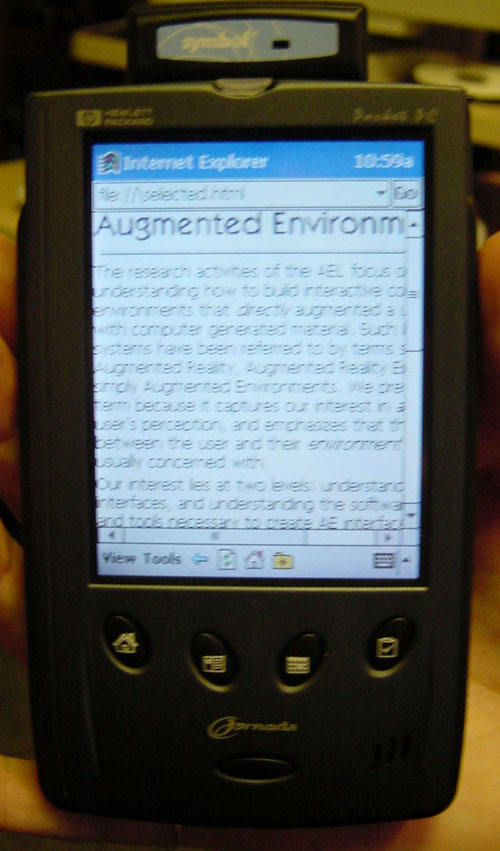 symbol
HEWLETT
PACKARD
Pocket PC
Internet Explorer 10:59a
file://\selected.html Go
Augmented Environm
The research activities of the AEL focus o
understanding how to build interactive co
environments that directly augmented a u
with computer generated material. Such
systems have been referred to by terms s
Augmented Reality, Augmented Reality E
simply Augmented Environments. We pre
term because it captures our interest in a
user's perception, and emphasizes that th
between the user and their environment
usually concerned with.
Our interest lies at two levels: understand
interfaces, and understanding the softwar
and tools necessary to create AE interfac
View Tools
Jornada